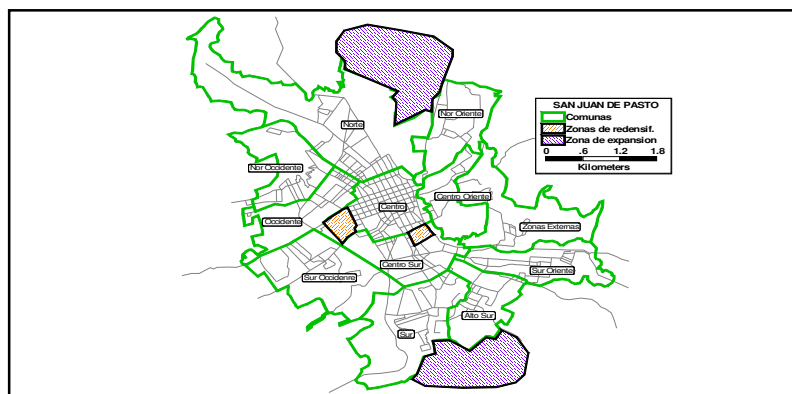 SAN JUAN DE PASTO
Comunas
Zonas de redensif.
Zona de expansion
0 .6 1.2 1.8
Kilometers
Norte
Nor Oriente
Nor Occidente
Centro Oriente
Centro
Occidente
Zonas Externas
Centro Sur
Sur Oriente
Sur Occidenre
Alto Sur
Sur